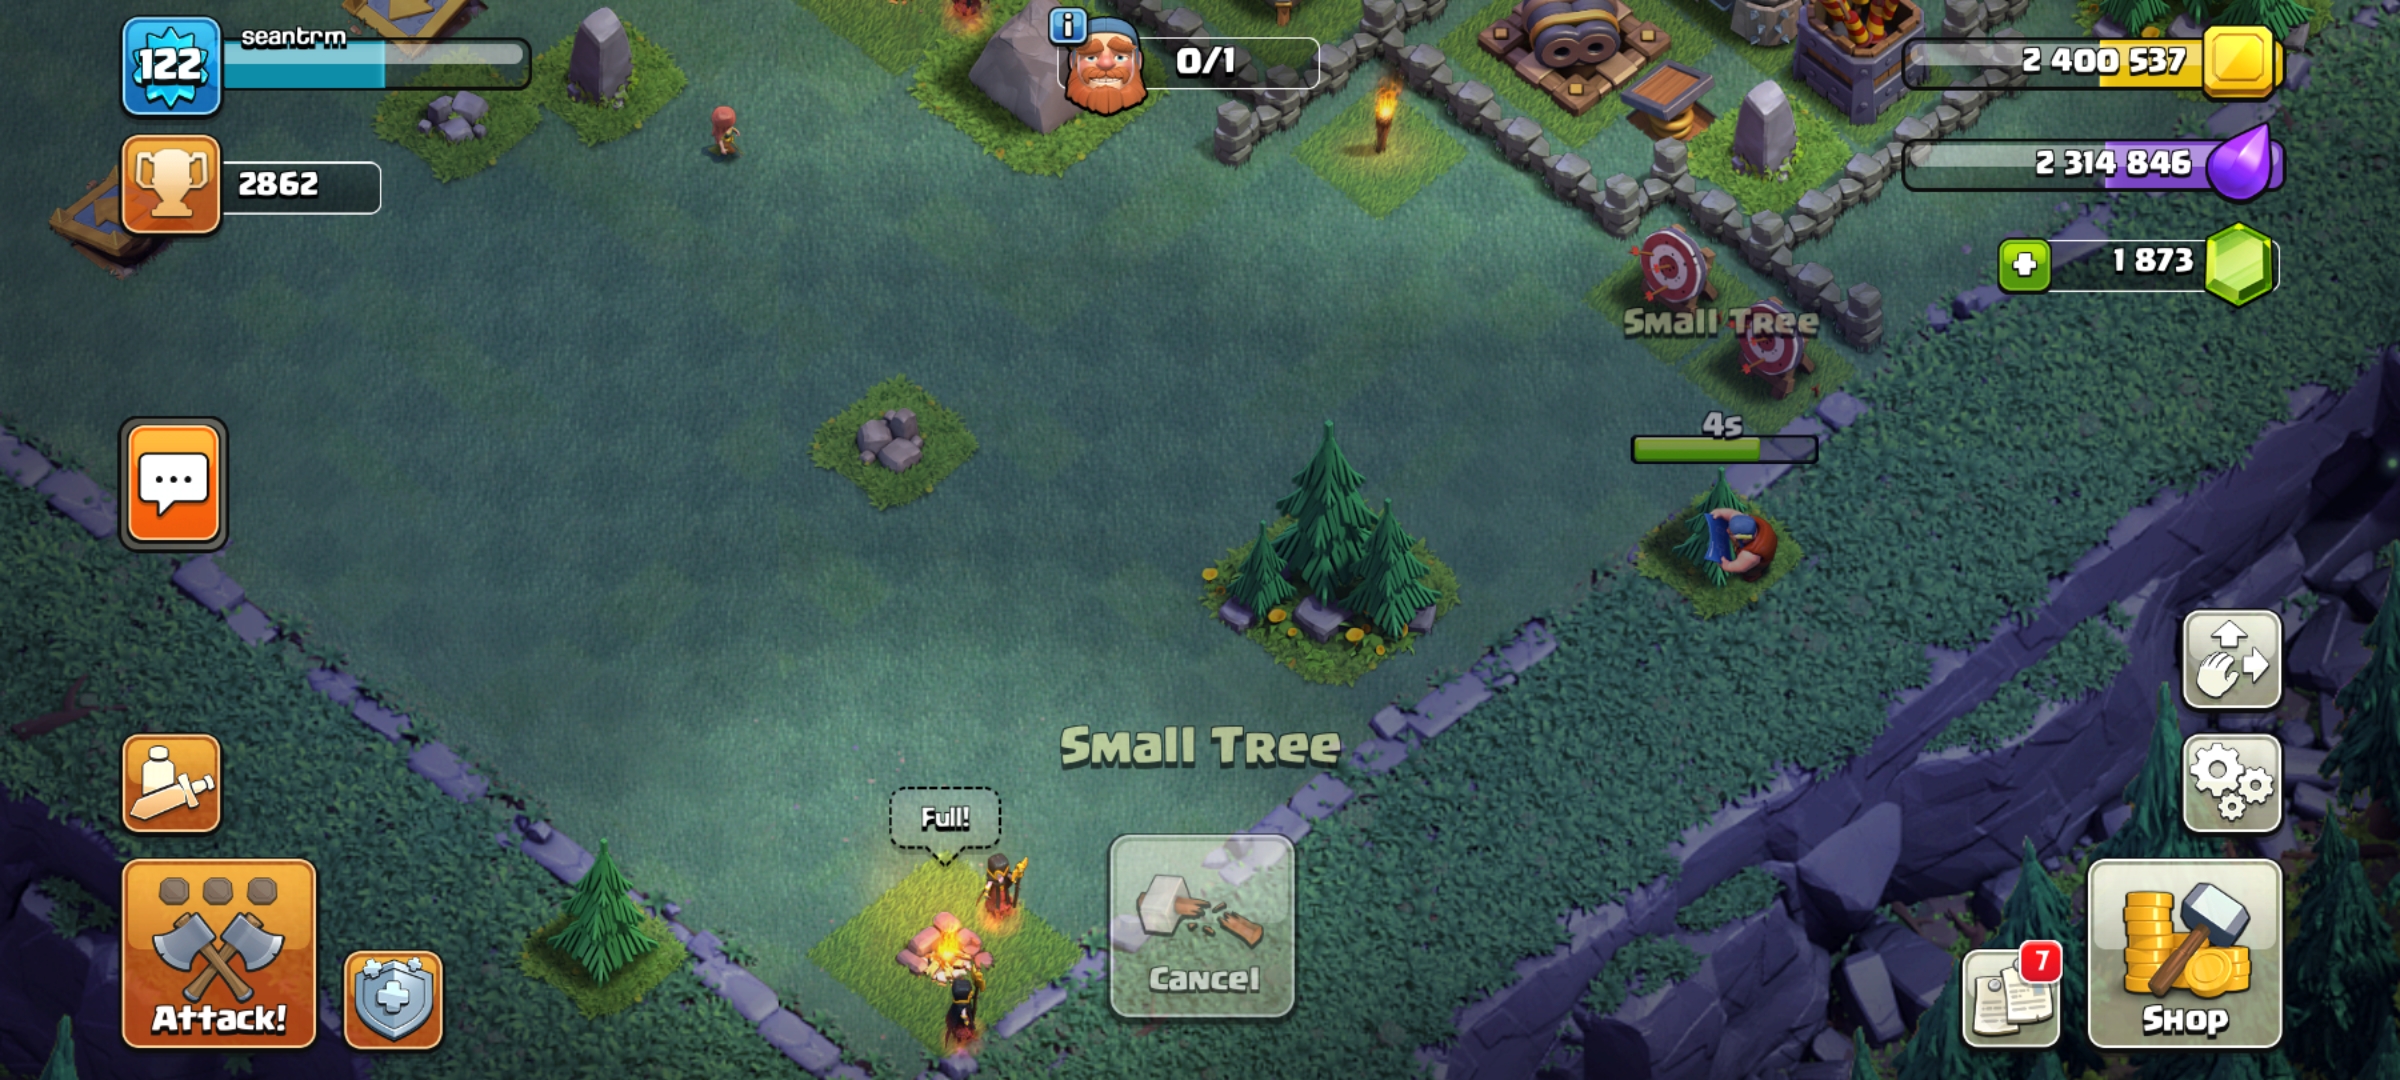 122
seantrm
0/1
2 400 537
2862
2 314 846
1 873
Small Tree
4s
Small Tree
Full!
Cancel
Attack!
7
Shop